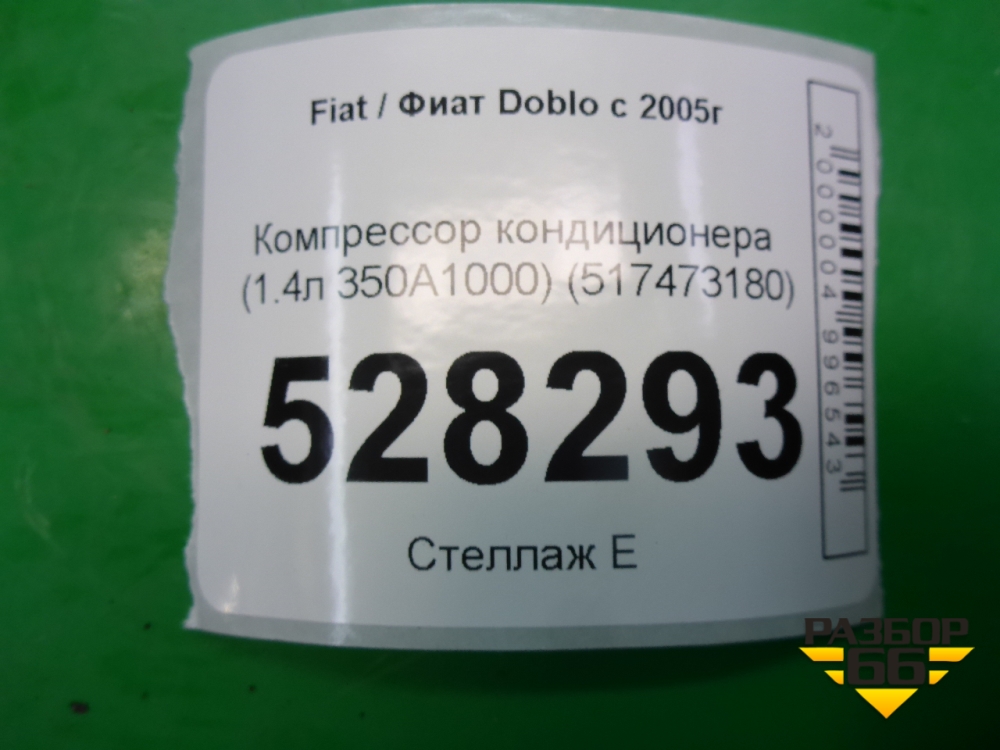 Fiat / Фиат Doblo с 2005г
Компрессор кондиционера
(1.4л 350A1000) (517473180)
528293
Стеллаж Е
2000004996543
РАЗБОР
66